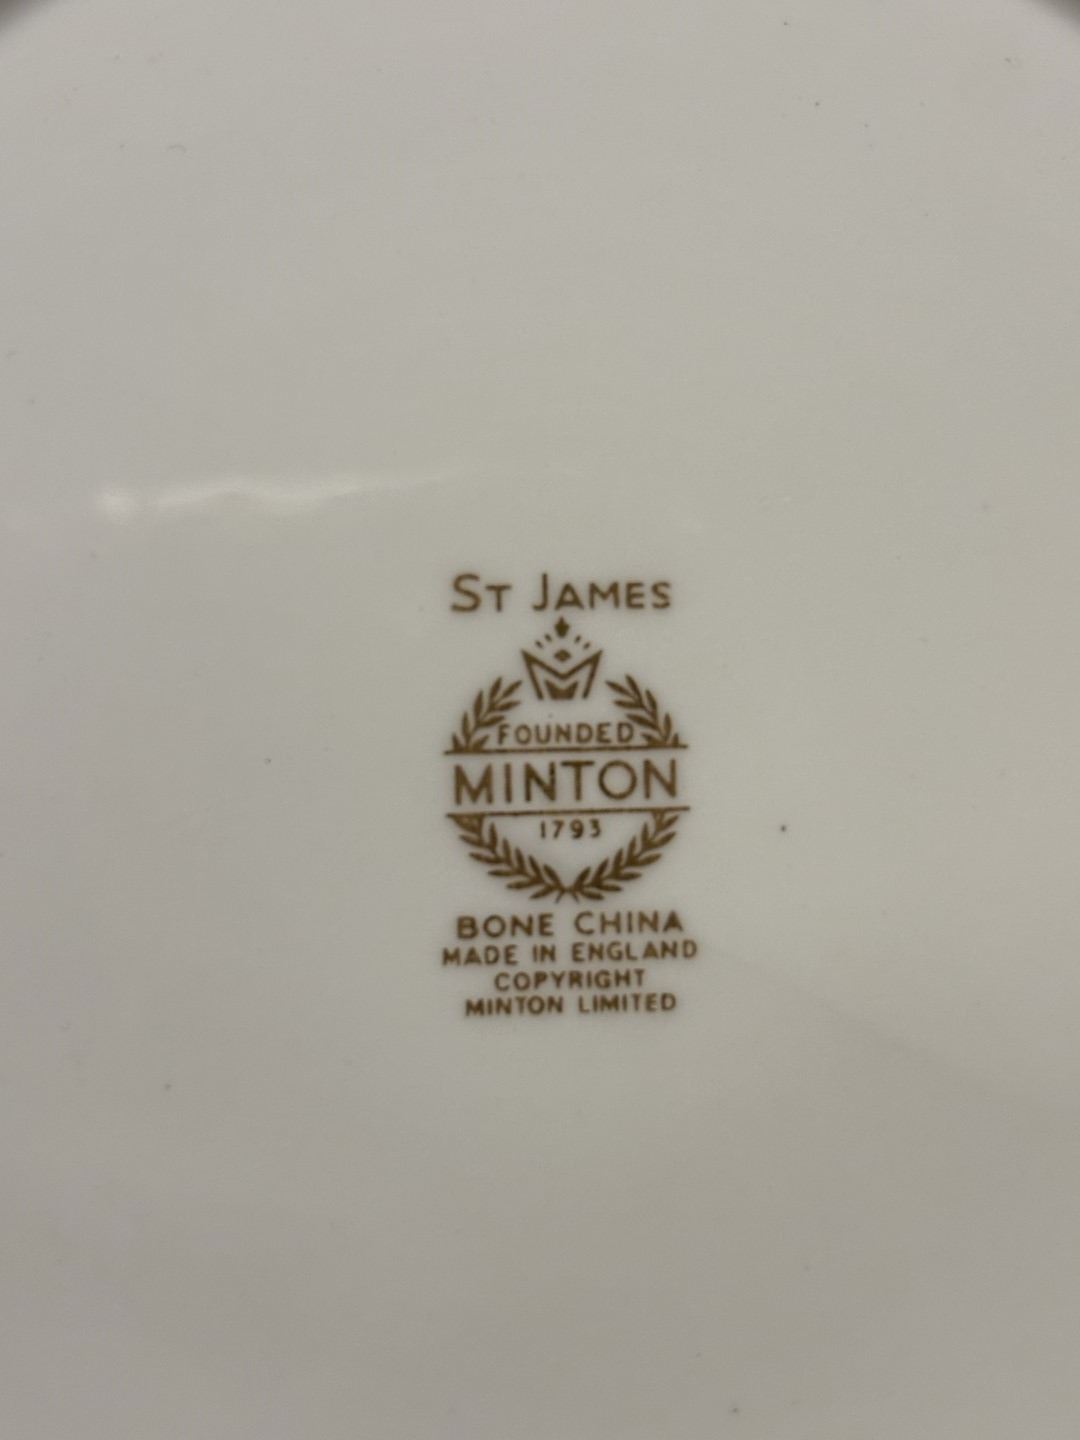 ST JAMES
FOUNDED
MINTON
1793
BONE CHINA
MADE IN ENGLAND
COPYRIGHT
MINTON LIMITED